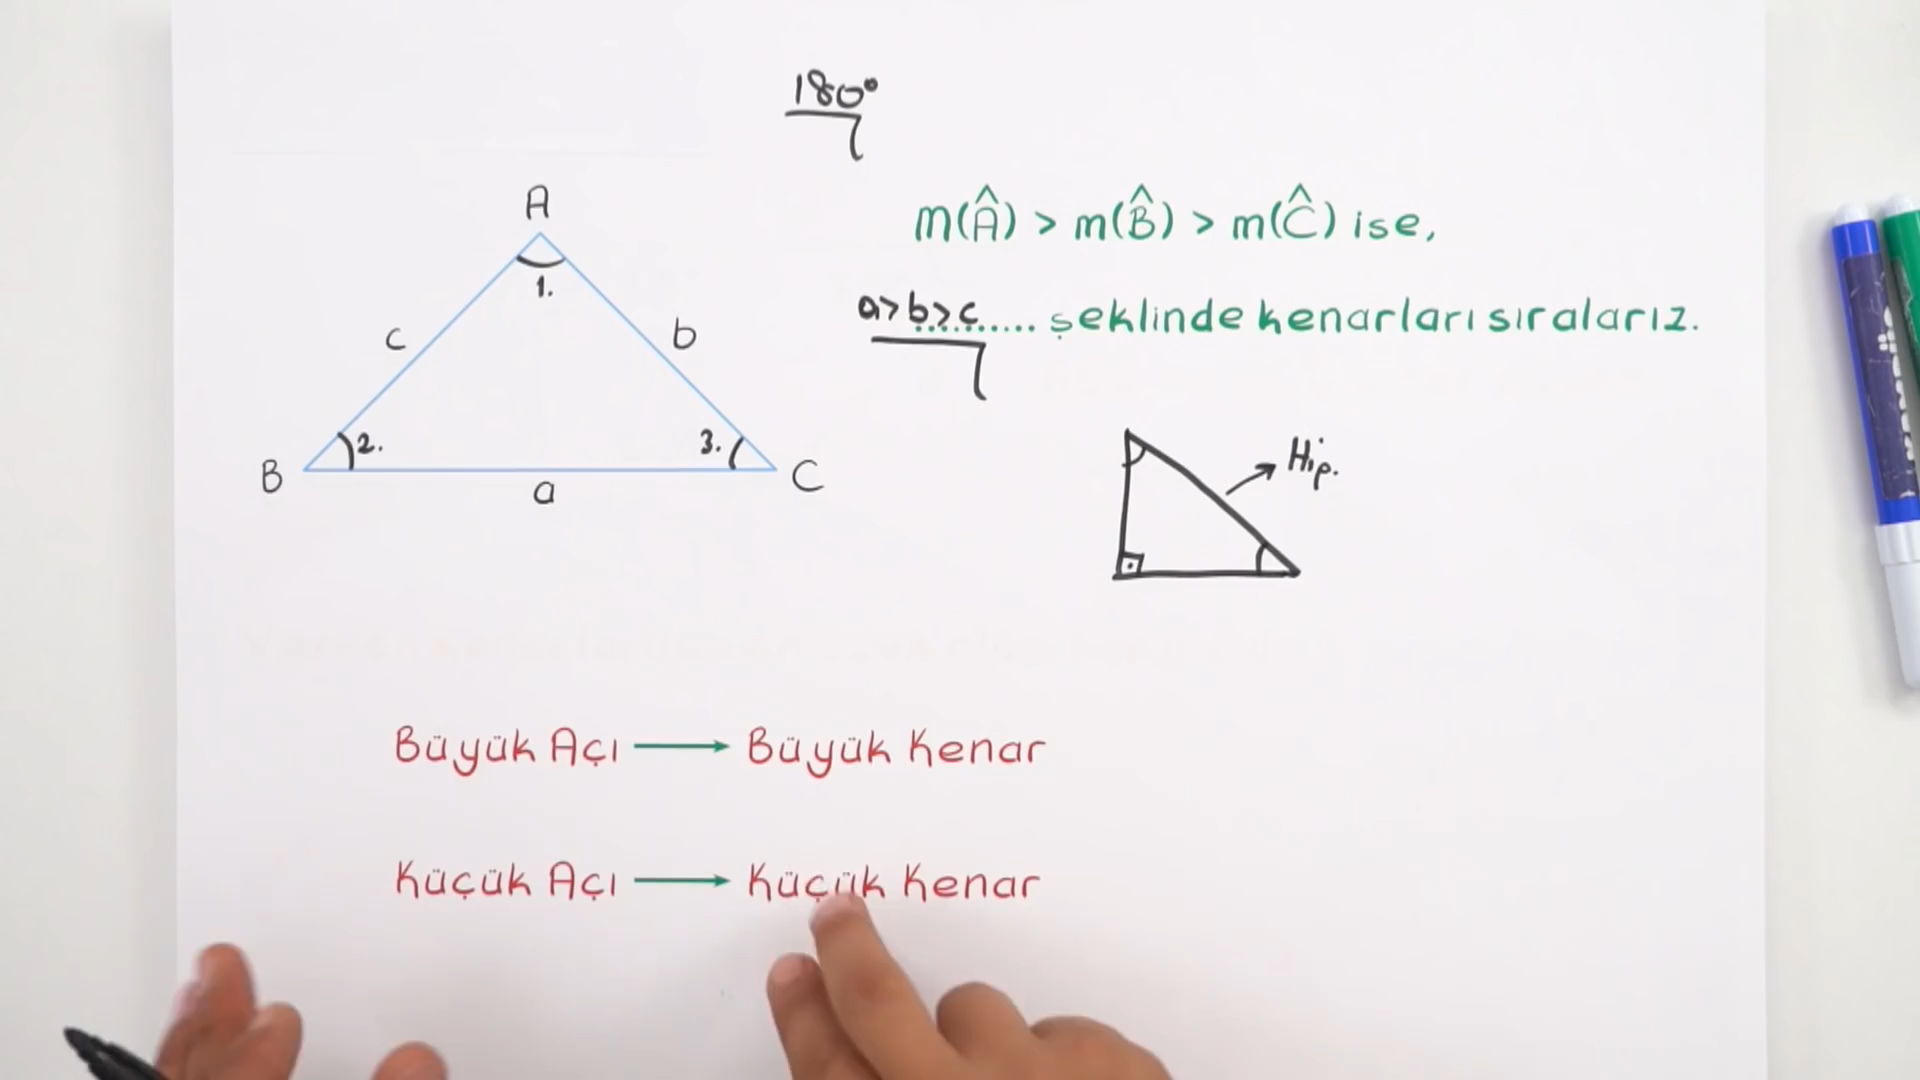 180°
A
1.
c
b
B
2.
3.
C
a
m(Â) > m(B̂) > m(Ĉ) ise,
a>b>c .......... şeklinde kenarları sıralarız.
Hip.
Büyük Açı → Büyük Kenar
Küçük Açı → Küçük Kenar